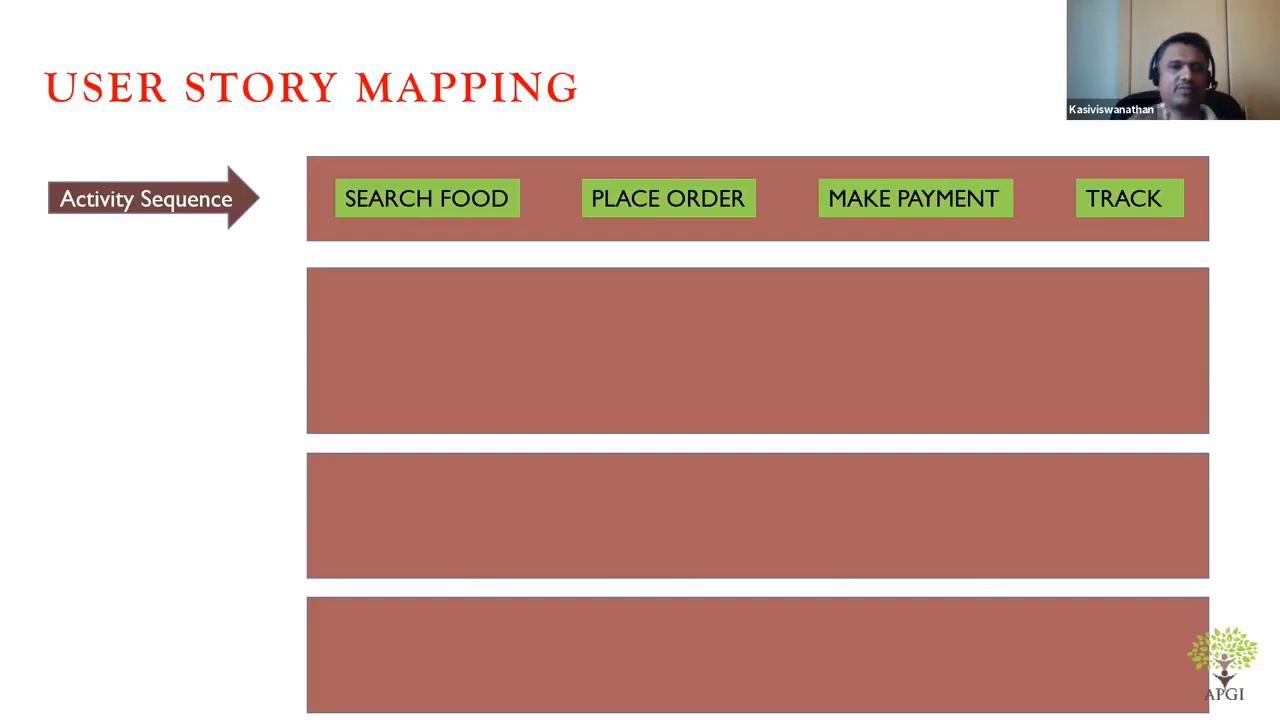 USER STORY MAPPING
Kasiviswanathan
Activity Sequence
SEARCH FOOD
PLACE ORDER
MAKE PAYMENT
TRACK
APGI